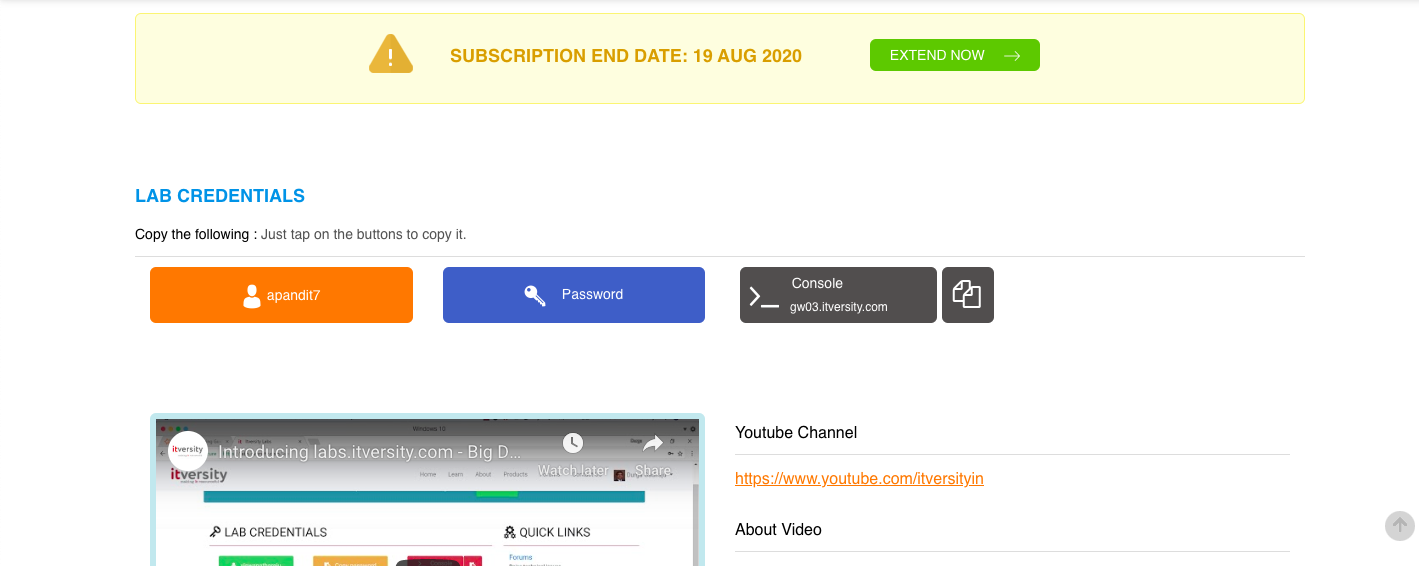 SUBSCRIPTION END DATE: 19 AUG 2020
EXTEND NOW
LAB CREDENTIALS
Copy the following : Just tap on the buttons to copy it.
apandit7
Password
Console
gw03.itversity.com
Windows 10
itversity
Introducing labs.itversity.com - Big D...
Watch later
Share
itversity
Home Learn About Products
LAB CREDENTIALS
QUICK LINKS
Forums
Youtube Channel
https://www.youtube.com/itversityin
About Video